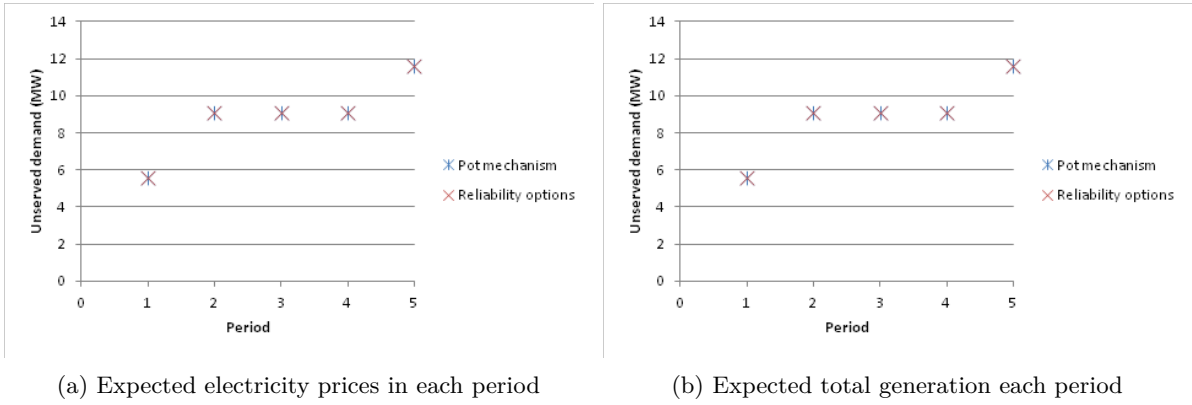 14
12
10
8
6
4
2
0
Unserved demand (MW)
0 1 2 3 4 5
Period
Pot mechanism
Reliability options
(a) Expected electricity prices in each period
14
12
10
8
6
4
2
0
Unserved demand (MW)
0 1 2 3 4 5
Period
Pot mechanism
Reliability options
(b) Expected total generation each period